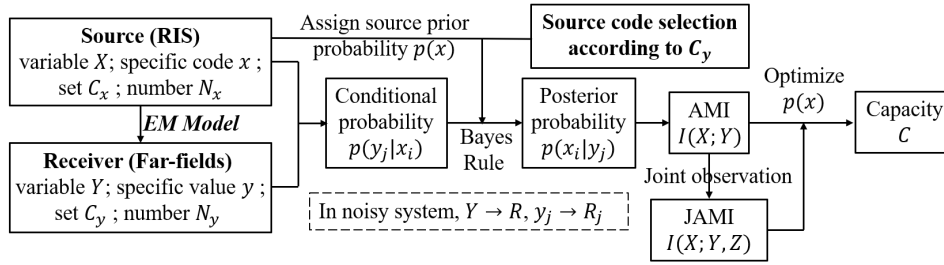 Source (RIS)
variable X; specific code x ;
set C_x ; number N_x
EM Model
Receiver (Far-fields)
variable Y; specific value y ;
set C_y ; number N_y
Assign source prior
probability p(x)
Source code selection
according to C_y
Conditional
probability
p(y_j|x_i)
Bayes
Rule
Posterior
probability
p(x_i|y_j)
AMI
I(X;Y)
Optimize
p(x)
Capacity
C
Joint observation
JAMI
I(X;Y,Z)
In noisy system, Y → R, y_j → R_j